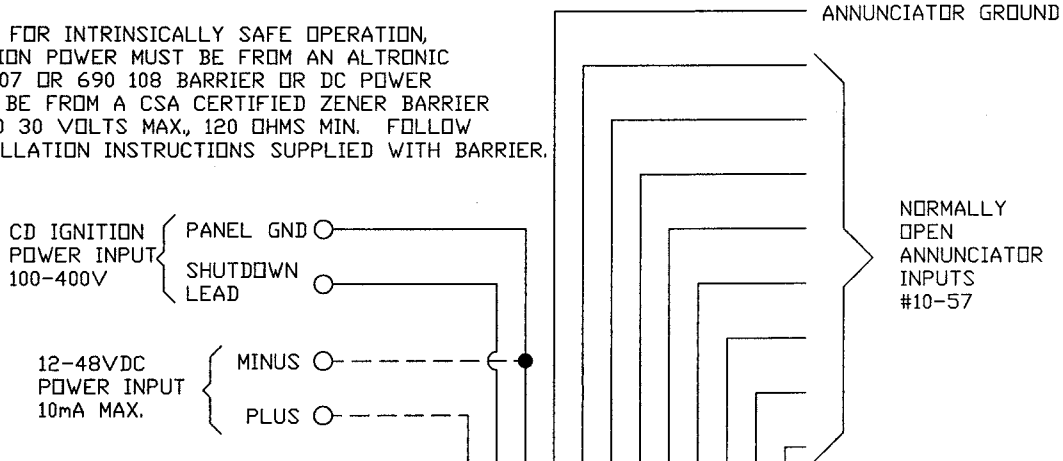 ANNUNCIATOR GROUND
FOR INTRINSICALLY SAFE OPERATION,
ION POWER MUST BE FROM AN ALTRONIC
07 OR 690 108 BARRIER OR DC POWER
BE FROM A CSA CERTIFIED ZENER BARRIER
30 VOLTS MAX., 120 OHMS MIN. FOLLOW
LLATION INSTRUCTIONS SUPPLIED WITH BARRIER.
NORMALLY
OPEN
ANNUNCIATOR
INPUTS
#10-57
CD IGNITION
POWER INPUT
100-400V
PANEL GND
SHUTDOWN
LEAD
12-48VDC
POWER INPUT
10mA MAX.
MINUS
PLUS